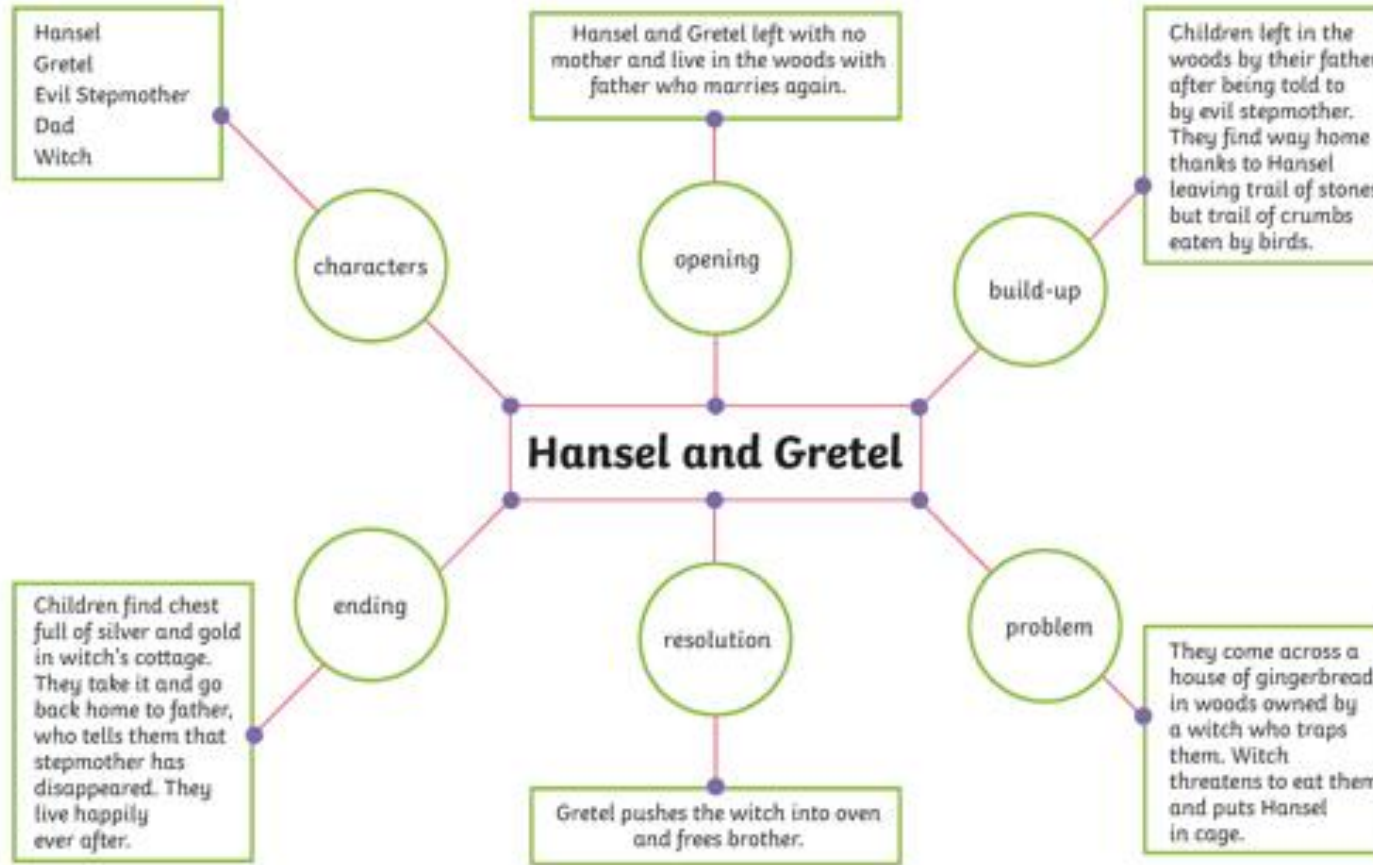 Hansel
Gretel
Evil Stepmother
Dad
Witch
characters
Hansel and Gretel left with no
mother and live in the woods with
father who marries again.
opening
Children left in the
woods by their father
after being told to
by evil stepmother.
They find way home
thanks to Hansel
leaving trail of stones
but trail of crumbs
eaten by birds.
build-up
Hansel and Gretel
ending
Children find chest
full of silver and gold
in witch's cottage.
They take it and go
back home to father,
who tells them that
stepmother has
disappeared. They
live happily
ever after.
resolution
Gretel pushes the witch into oven
and frees brother.
problem
They come across a
house of gingerbread
in woods owned by
a witch who traps
them. Witch
threatens to eat them
and puts Hansel
in cage.